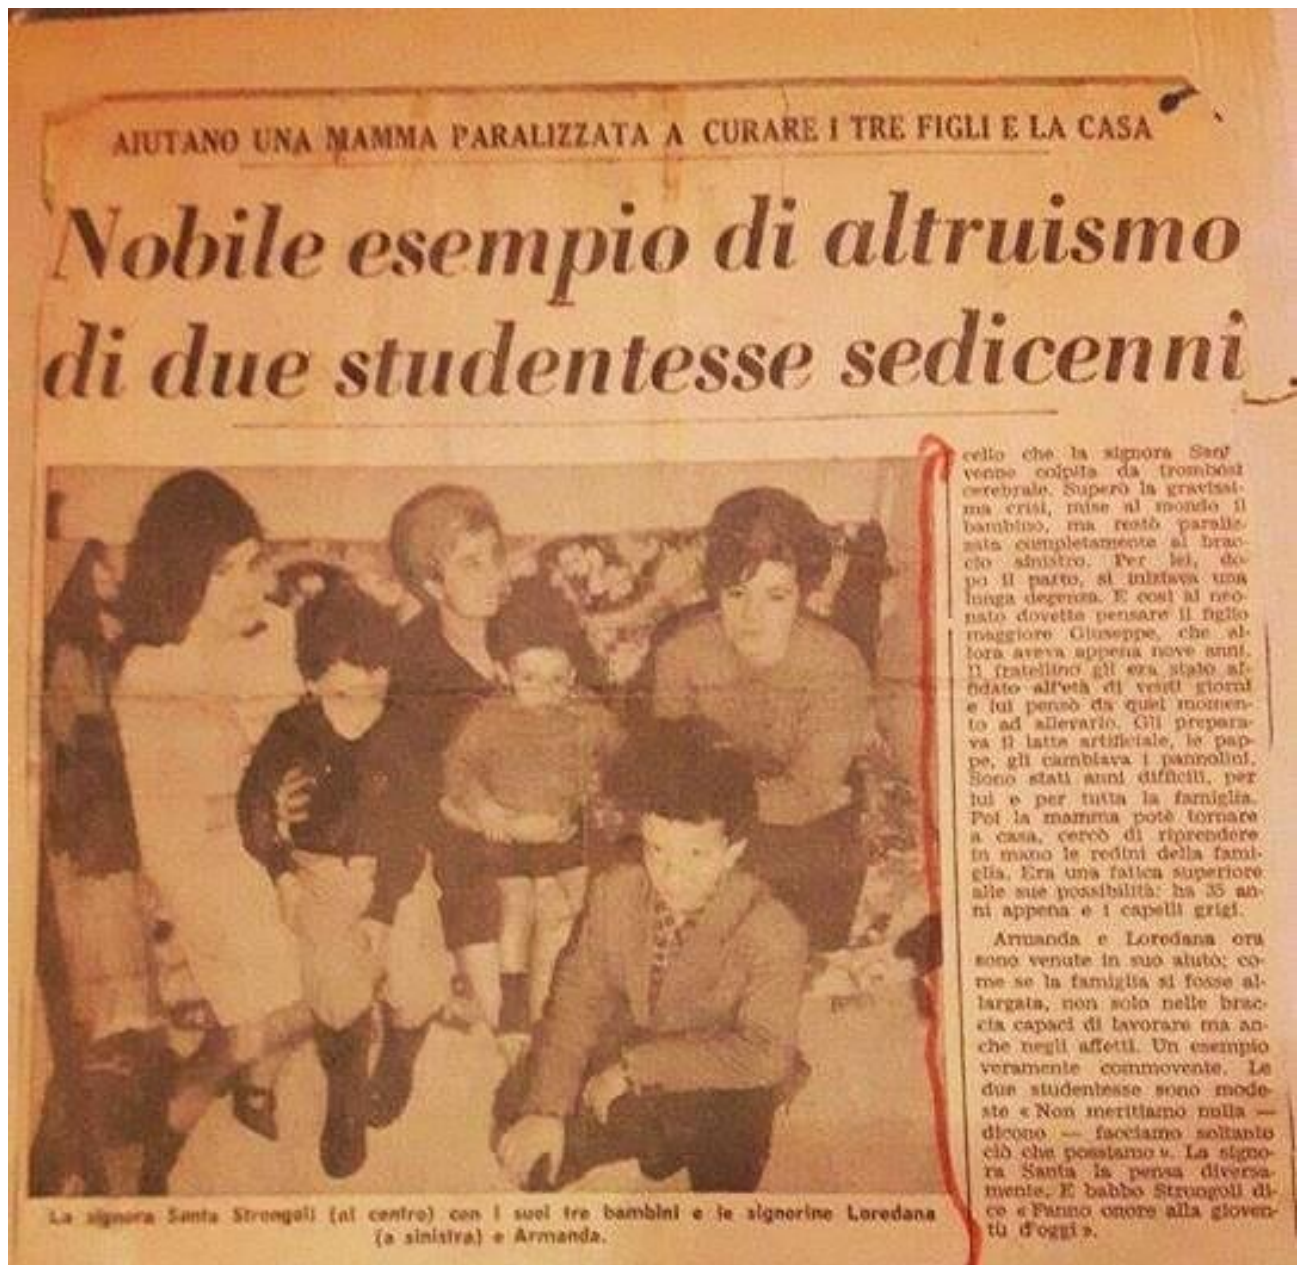 AIUTANO UNA MAMMA PARALIZZATA A CURARE I TRE FIGLI E LA CASA
Nobile esempio di altruismo
di due studentesse sedicenni
La signora Santa Strongoli (al centro) con i suoi tre bambini e le signorine Loredana
(a sinistra) e Armanda.
cello che la signora Sant
venne colpita da trombosi
cerebrale. Superò la gravissi-
ma crisi, mise al mondo il
bambino, ma restò paraliz-
zata completamente al brac-
cio sinistro. Per lei, do-
po il parto, si iniziava una
lunga degenza. E così al neo-
nato dovette pensare il figlio
maggiore Giuseppe, che al-
lora aveva appena nove anni.
Il fratellino gli era stato af-
fidato all'età di venti giorni
e lui pensò da quel momen-
to ad allevarlo. Gli prepara-
va il latte artificiale, le pap-
pe, gli cambiava i pannolini.
Sono stati anni difficili, per
lui e per tutta la famiglia.
Poi la mamma potè tornare
a casa, cercò di riprendere
in mano le redini della fami-
glia. Era una fatica superiore
alle sue possibilità: ha 35 an-
ni appena e i capelli grigi.
Armanda e Loredana ora
sono venute in suo aiuto; co-
me se la famiglia si fosse al-
largata, non solo nelle brac-
cia capaci di lavorare ma an-
che negli affetti. Un esempio
veramente commovente. Le
due studentesse sono mode-
ste « Non meritiamo nulla —
dicono — facciamo soltanto
ciò che possiamo ». La signo-
ra Santa la pensa diversa-
mente. E babbo Strongoli di-
ce « Fanno onore alla gioven-
tù d'oggi ».